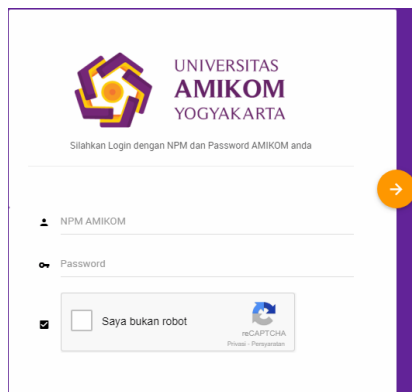 UNIVERSITAS
AMIKOM
YOGYAKARTA
Silahkan Login dengan NPM dan Password AMIKOM anda
NPM AMIKOM
Password
Saya bukan robot
reCAPTCHA
Privasi - Persyaratan